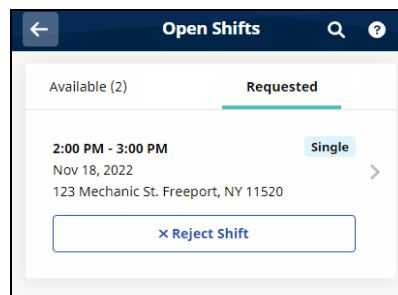 Open Shifts
Available (2) Requested
2:00 PM - 3:00 PM Single
Nov 18, 2022
123 Mechanic St. Freeport, NY 11520
× Reject Shift